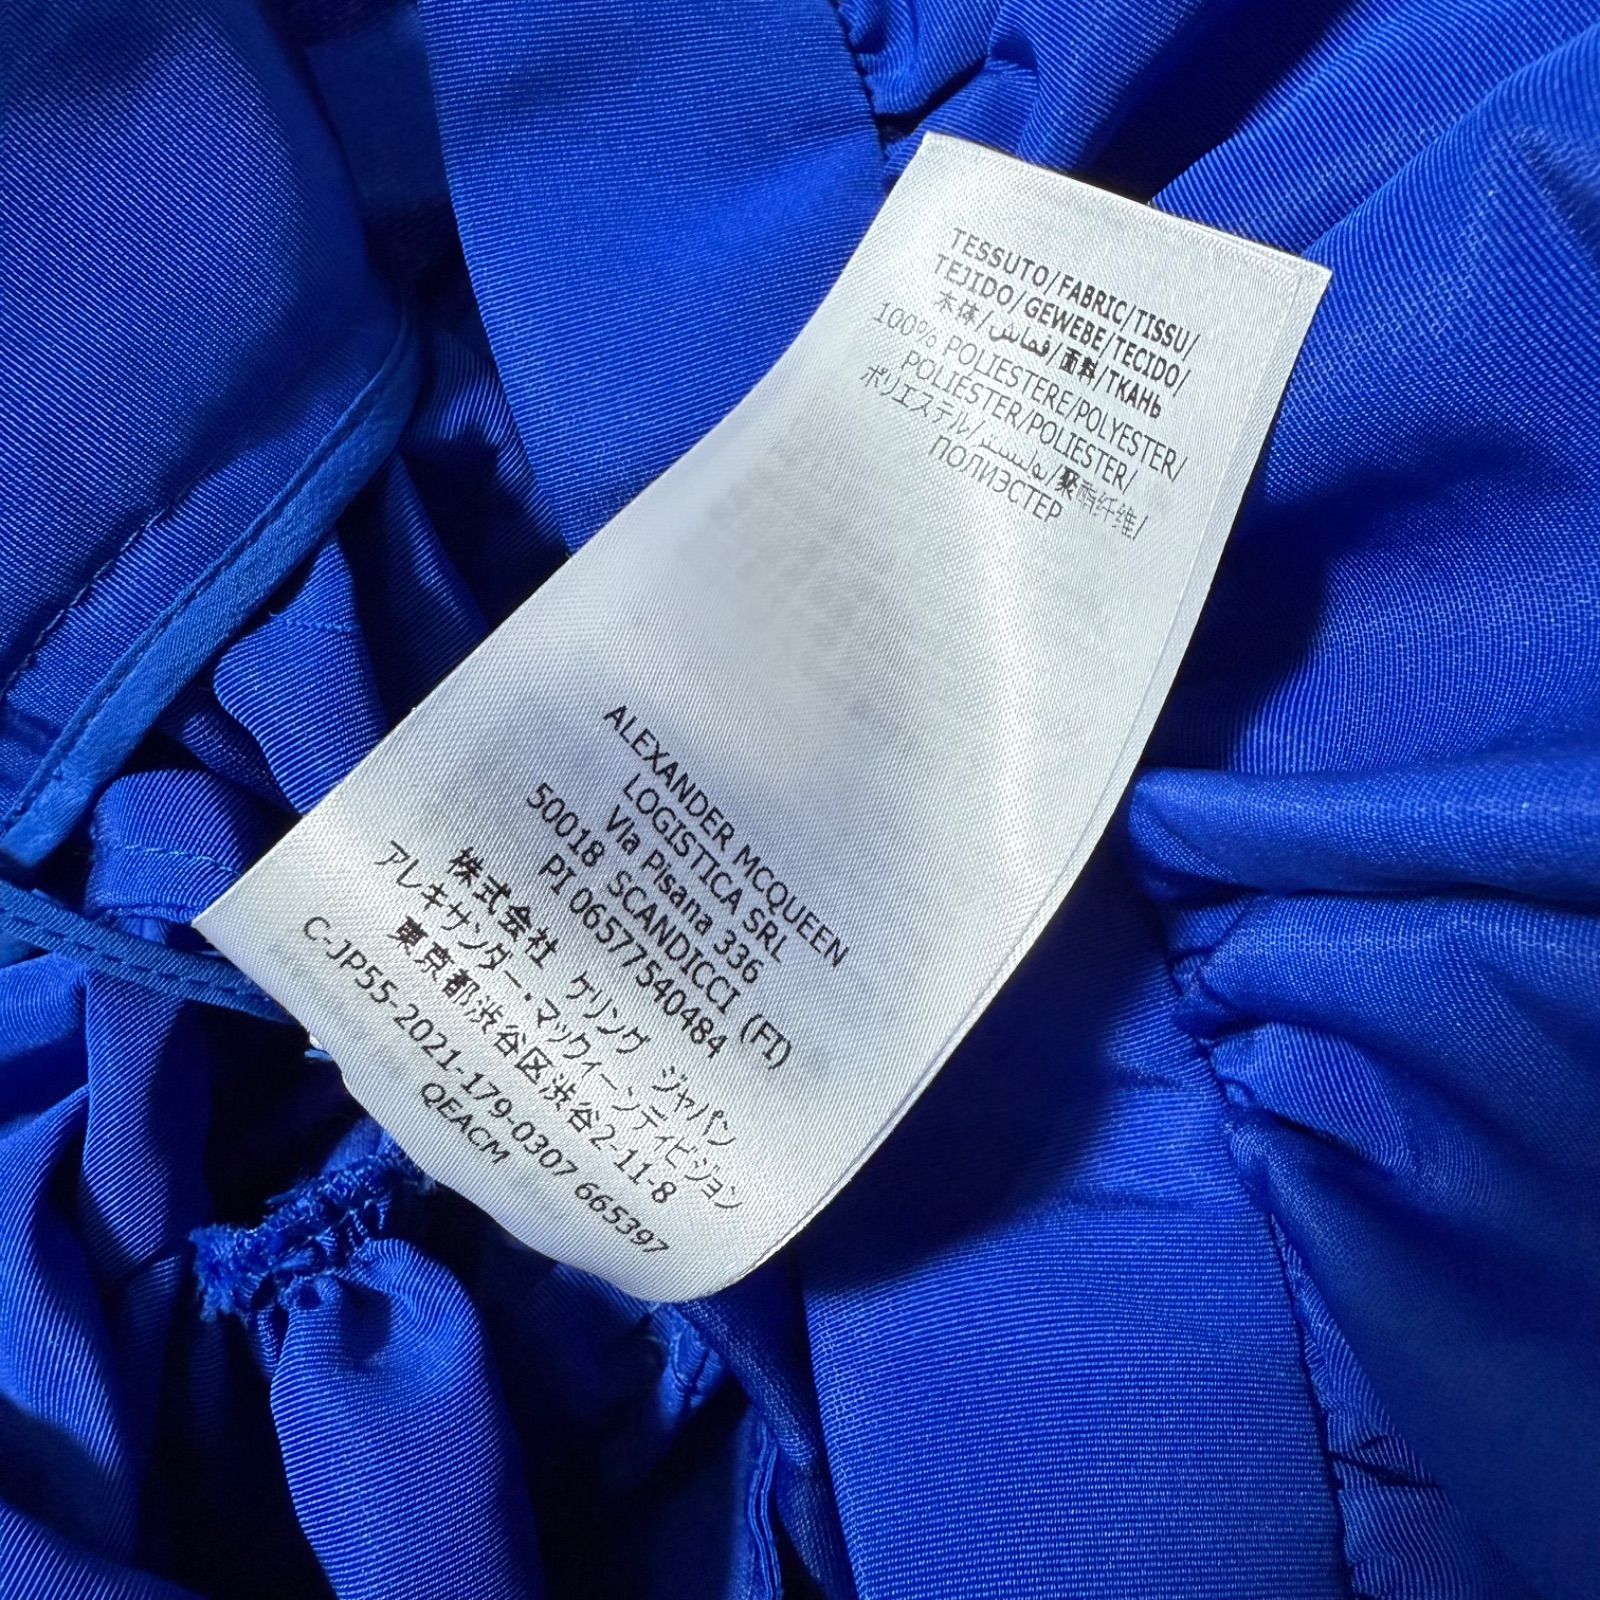 TESSUTO/FABRIC/TISSU/
TEJIDO/GEWEBE/TECIDO/
本体/قماش/面料/ТКАНЬ
100% POLIESTERE/POLYESTER/
POLIESTER/POLIESTER/
ポリエステル/بوليستر/聚酯纤维/
ПОЛИЭСТЕР
ALEXANDER MCQUEEN
LOGISTICA SRL
Via Pisana 336
50018 SCANDICCI (FI)
PI 06577540484
株式会社 ケリング ジャパン
アレキサンダー・マックイーンディビジョン
東京都渋谷区渋谷2-11-8
C-JP55-2021-179-0307 665397
QEACM